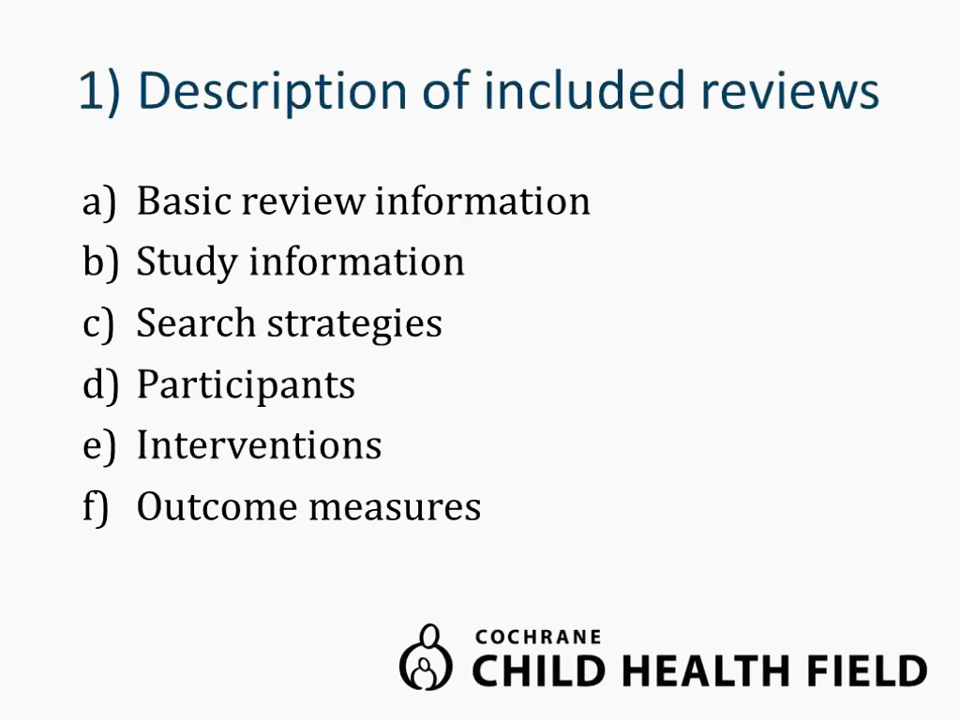 1) Description of included reviews
a) Basic review information
b) Study information
c) Search strategies
d) Participants
e) Interventions
f) Outcome measures
COCHRANE
CHILD HEALTH FIELD